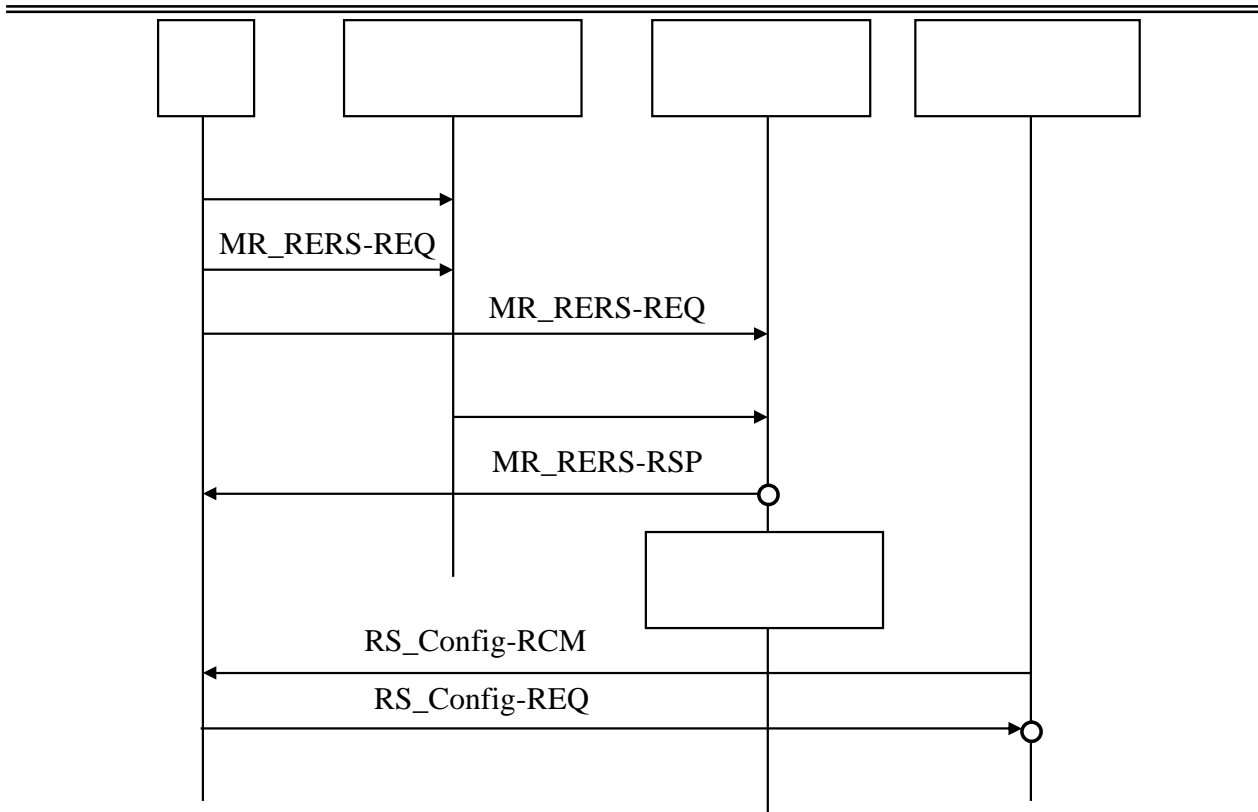 MR_RERS-REQ
MR_RERS-REQ
MR_RERS-RSP
RS_Config-RCM
RS_Config-REQ